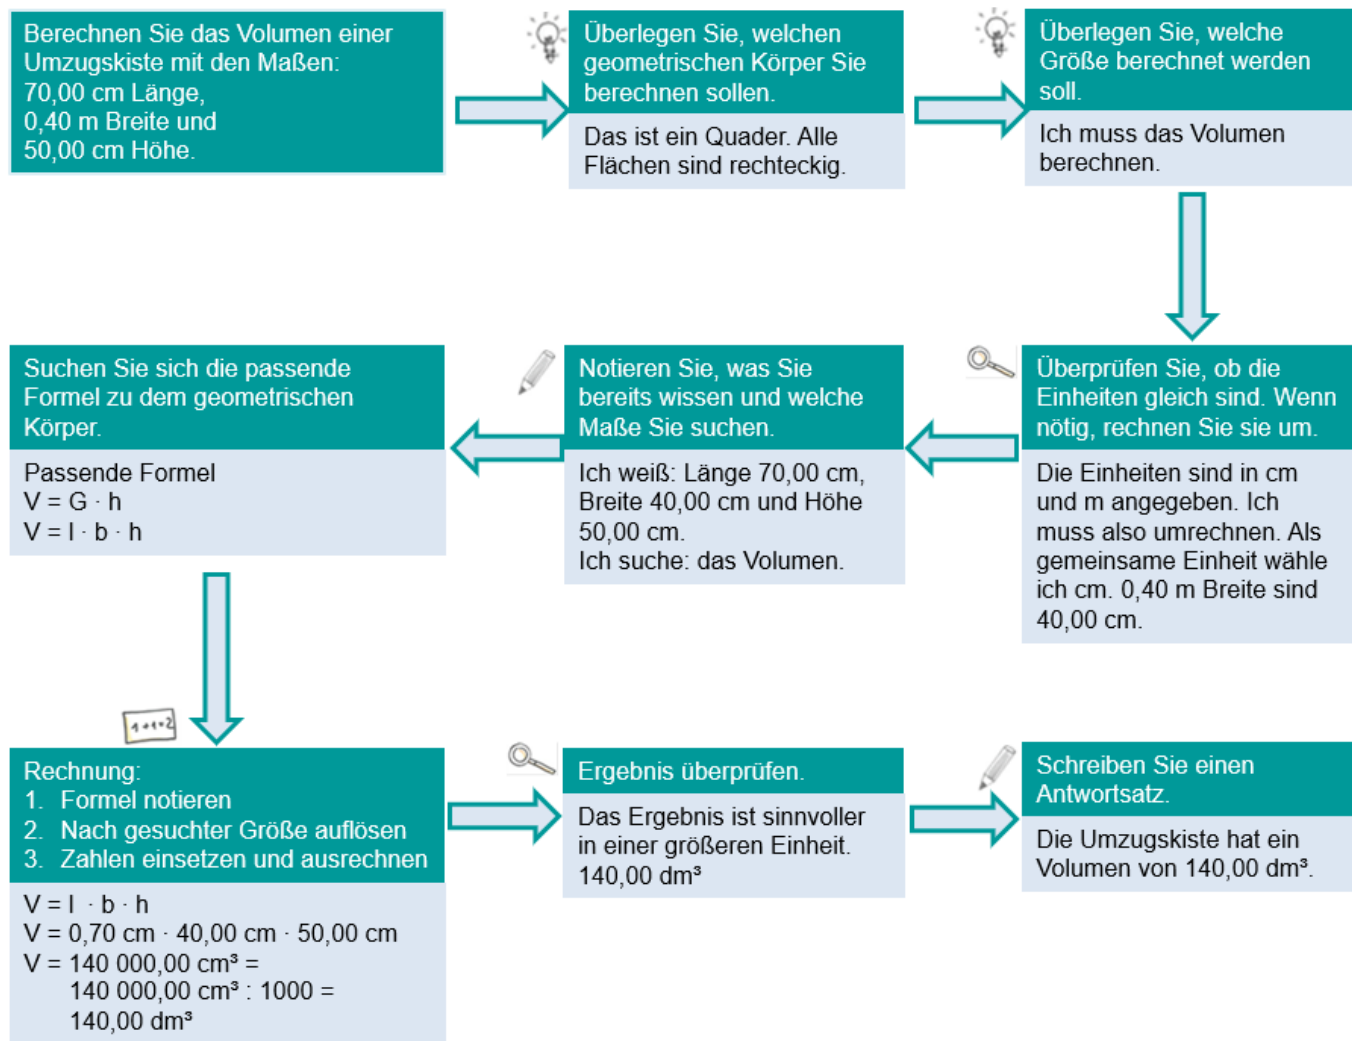 Berechnen Sie das Volumen einer
Umzugskiste mit den Maßen:
70,00 cm Länge,
0,40 m Breite und
50,00 cm Höhe.
Überlegen Sie, welchen
geometrischen Körper Sie
berechnen sollen.
Das ist ein Quader. Alle
Flächen sind rechteckig.
Überlegen Sie, welche
Größe berechnet werden
soll.
Ich muss das Volumen
berechnen.
Überprüfen Sie, ob die
Einheiten gleich sind. Wenn
nötig, rechnen Sie sie um.
Die Einheiten sind in cm
und m angegeben. Ich
muss also umrechnen. Als
gemeinsame Einheit wähle
ich cm. 0,40 m Breite sind
40,00 cm.
Notieren Sie, was Sie
bereits wissen und welche
Maße Sie suchen.
Ich weiß: Länge 70,00 cm,
Breite 40,00 cm und Höhe
50,00 cm.
Ich suche: das Volumen.
Suchen Sie sich die passende
Formel zu dem geometrischen
Körper.
Passende Formel
V = G · h
V = l · b · h
1+1=2
Rechnung:
1. Formel notieren
2. Nach gesuchter Größe auflösen
3. Zahlen einsetzen und ausrechnen
V = l · b · h
V = 0,70 cm · 40,00 cm · 50,00 cm
V = 140 000,00 cm³ =
140 000,00 cm³ : 1000 =
140,00 dm³
Ergebnis überprüfen.
Das Ergebnis ist sinnvoller
in einer größeren Einheit.
140,00 dm³
Schreiben Sie einen
Antwortsatz.
Die Umzugskiste hat ein
Volumen von 140,00 dm³.